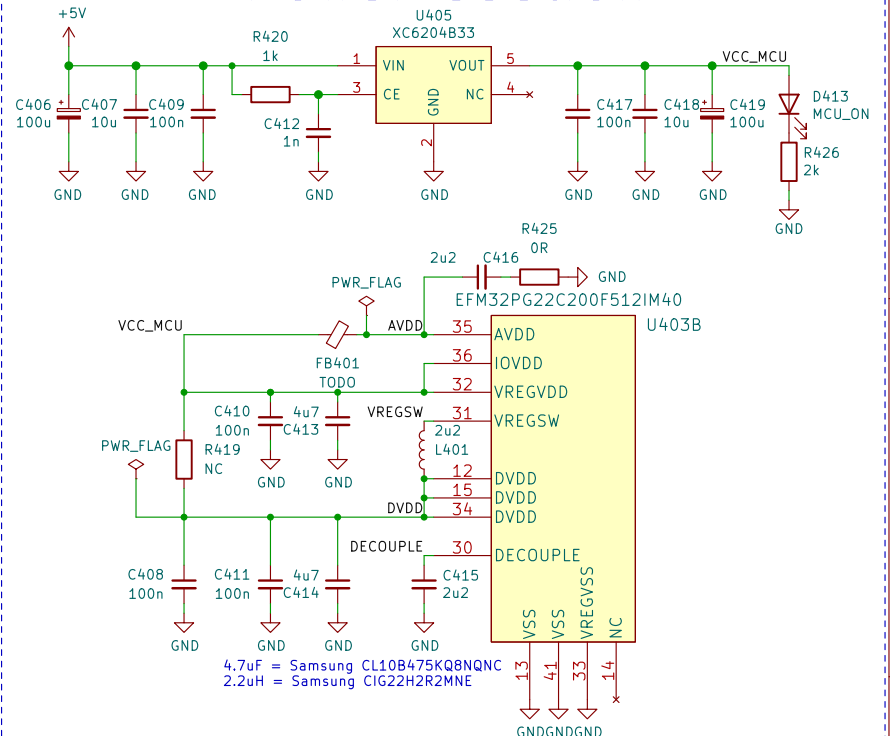 +5V
U405
XC6204B33
R420
1k
1
VIN
VOUT
5
VCC_MCU
3
CE
NC
4
GND
2
C406
100u
C407
10u
C409
100n
C412
1n
C417
100n
C418
10u
C419
100u
D413
MCU_ON
R426
2k
GND
GND
GND
GND
GND
GND
GND
GND
GND
R425
0R
2u2
C416
GND
PWR_FLAG
EFM32PG22C200F512IM40
U403B
VCC_MCU
AVDD
35
AVDD
FB401
TODO
36
IOVDD
32
VREGVDD
VREGSW
31
VREGSW
C410
100n
4u7
C413
2u2
L401
PWR_FLAG
R419
NC
GND
GND
12
DVDD
15
DVDD
DVDD
34
DVDD
DECOUPLE
30
DECOUPLE
C408
100n
C411
100n
4u7
C414
C415
2u2
GND
GND
GND
GND
VSS
VSS
VREGVSS
NC
13
41
33
14
GND
GND
GND
4.7uF = Samsung CL10B475KQ8NQNC
2.2uH = Samsung CIG22H2R2MNE